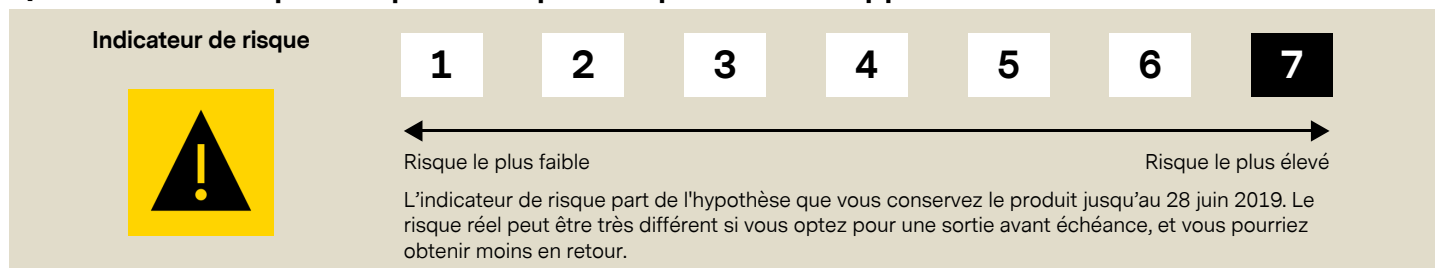 Indicateur de risque
1 2 3 4 5 6 7
Risque le plus faible Risque le plus élevé
L’indicateur de risque part de l'hypothèse que vous conservez le produit jusqu’au 28 juin 2019. Le
risque réel peut être très différent si vous optez pour une sortie avant échéance, et vous pourriez
obtenir moins en retour.